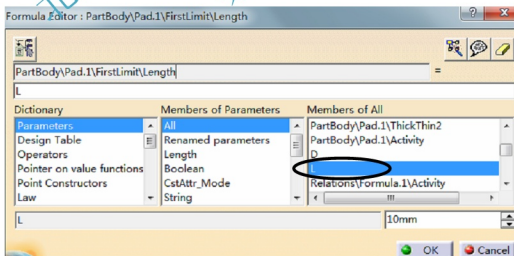 Formula Editor : PartBody\Pad.1\FirstLimit\Length
PartBody\Pad.1\FirstLimit\Length =
L
Dictionary Members of Parameters Members of All
Parameters All PartBody\Pad.1\ThickThin2
Design Table Renamed parameters PartBody\Pad.1\Activity
Operators Length D
Pointer on value functions Boolean L
Point Constructors CstAttr_Mode Relations\Formula.1\Activity
Law String
L 10mm
OK Cancel